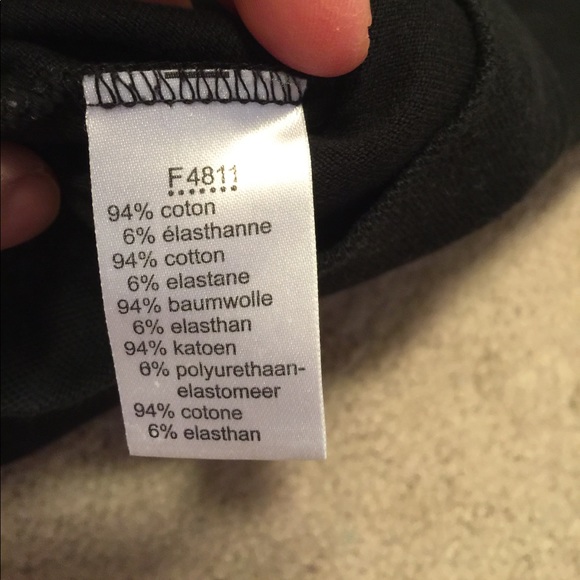 F4811
94% coton
6% élasthanne
94% cotton
6% elastane
94% baumwolle
6% elasthan
94% katoen
6% polyurethaan-
elastomeer
94% cotone
6% elasthan